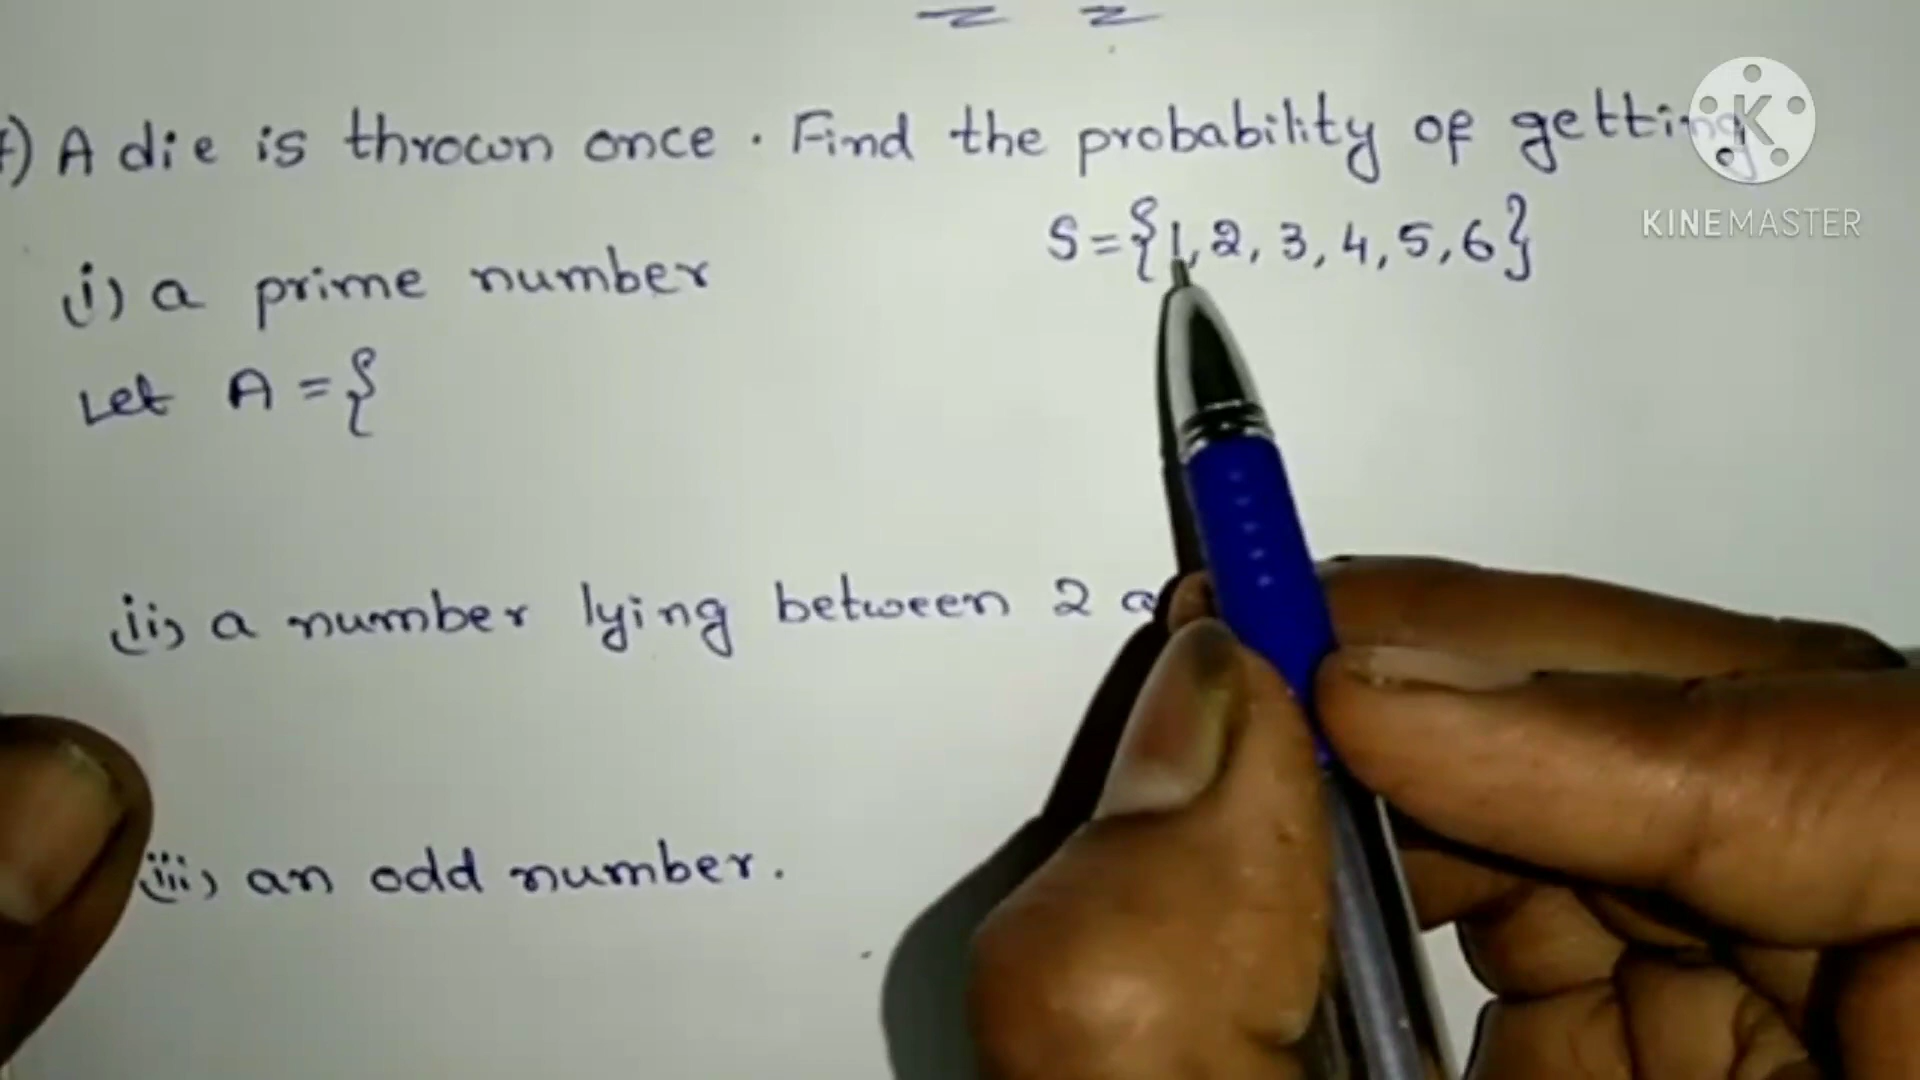 A die is thrown once. Find the probability of getting
S={1,2,3,4,5,6}
(i) a prime number
Let A={
(ii) a number lying between 2
(iii) an odd number.
K
KINEMASTER